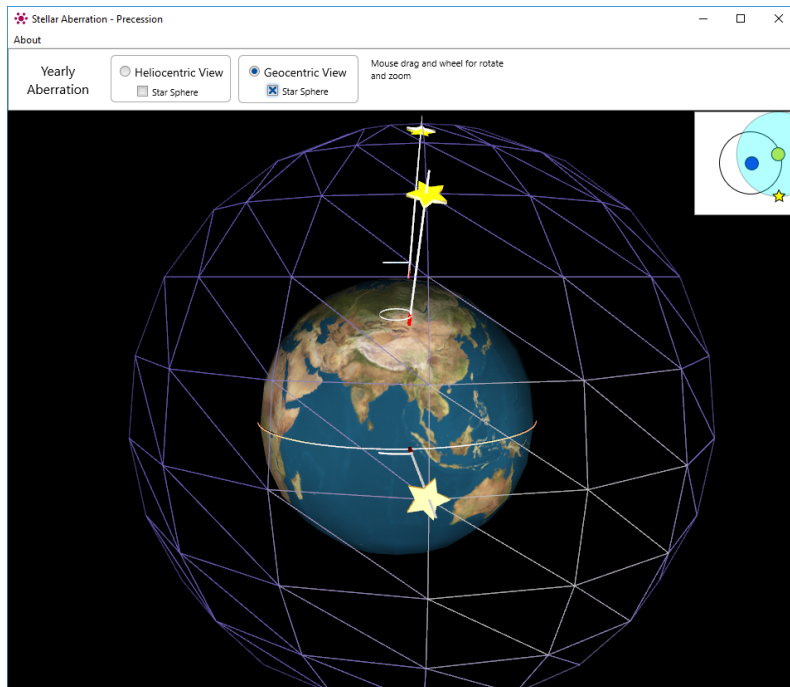 Stellar Aberration - Precession
About
Yearly
Aberration
Heliocentric View
Star Sphere
Geocentric View
Star Sphere
Mouse drag and wheel for rotate
and zoom